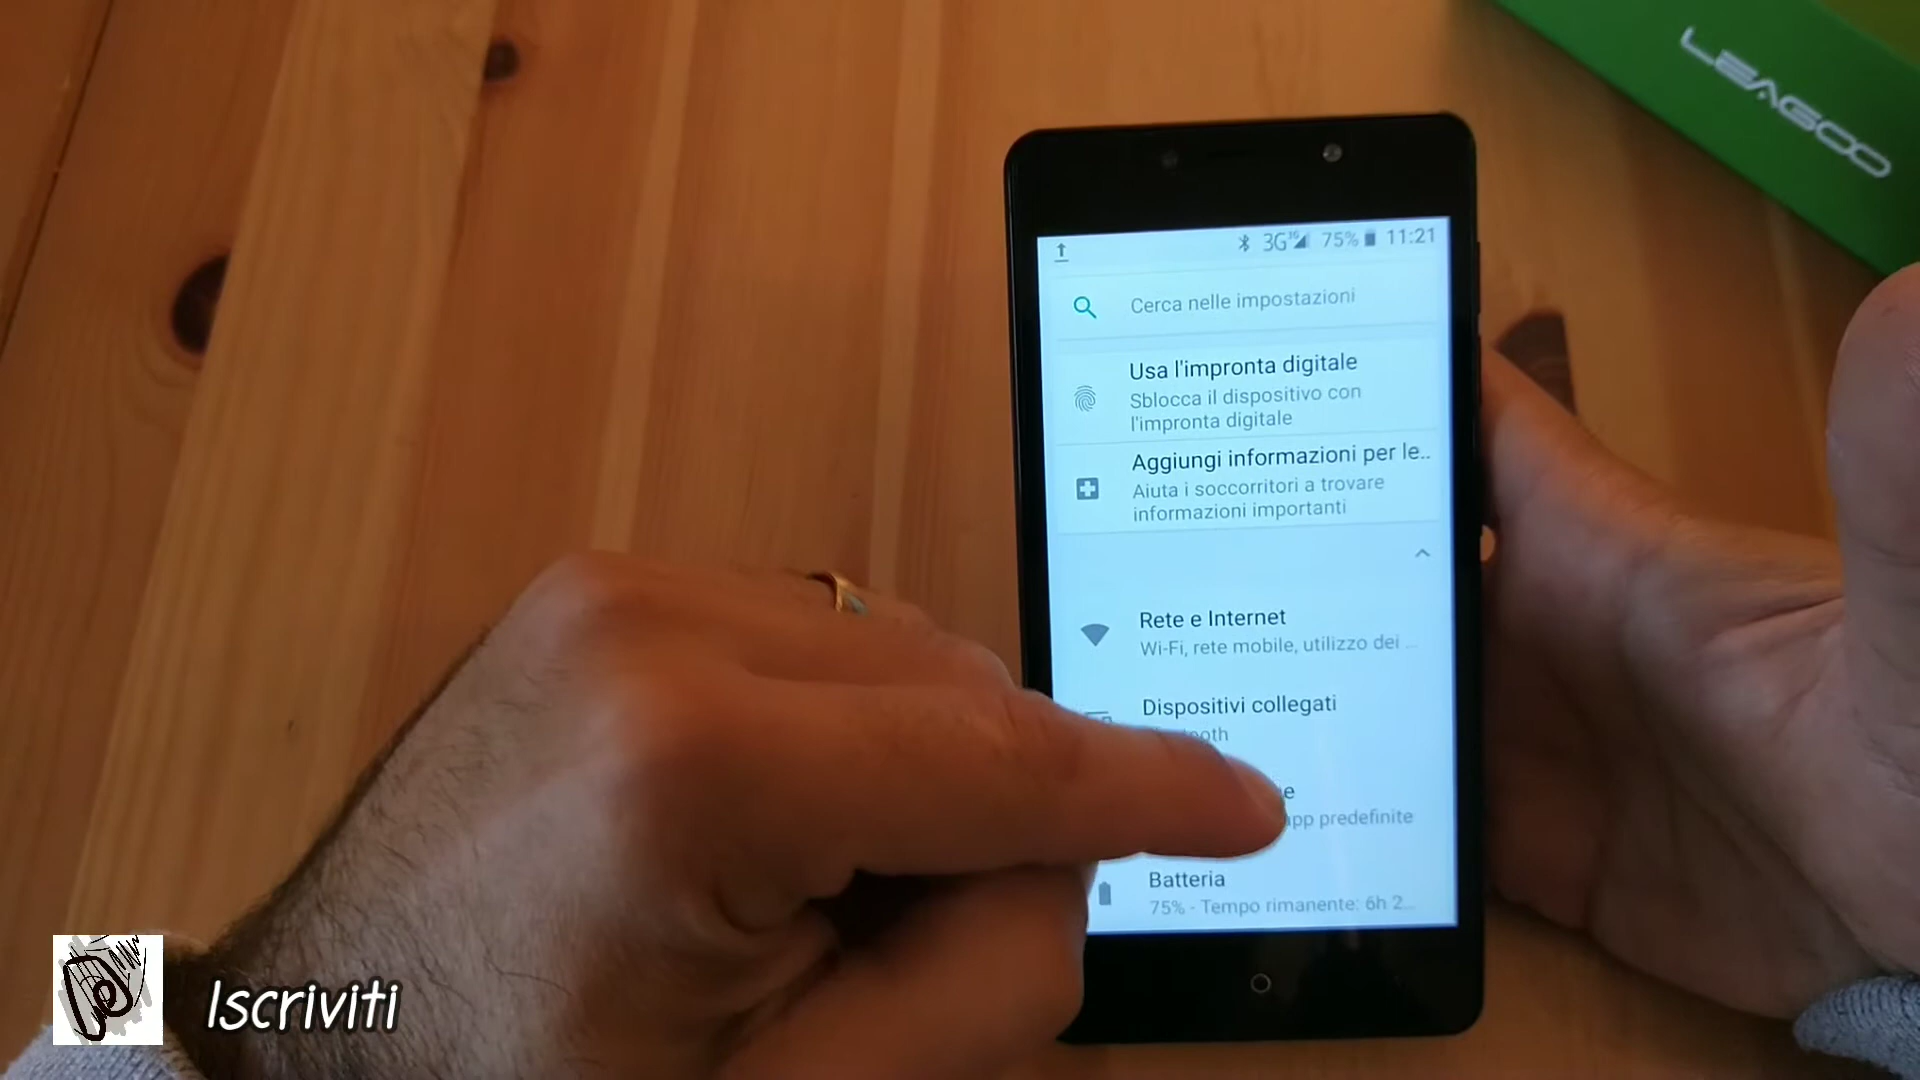 LEAGOO
3G 3G 75% 11:21
Cerca nelle impostazioni
Usa l'impronta digitale
Sblocca il dispositivo con
l'impronta digitale
Aggiungi informazioni per le..
Aiuta i soccorritori a trovare
informazioni importanti
Rete e Internet
Wi-Fi, rete mobile, utilizzo dei ...
Dispositivi collegati
app predefinite
Batteria
75% - Tempo rimanente: 6h 2...
Iscriviti